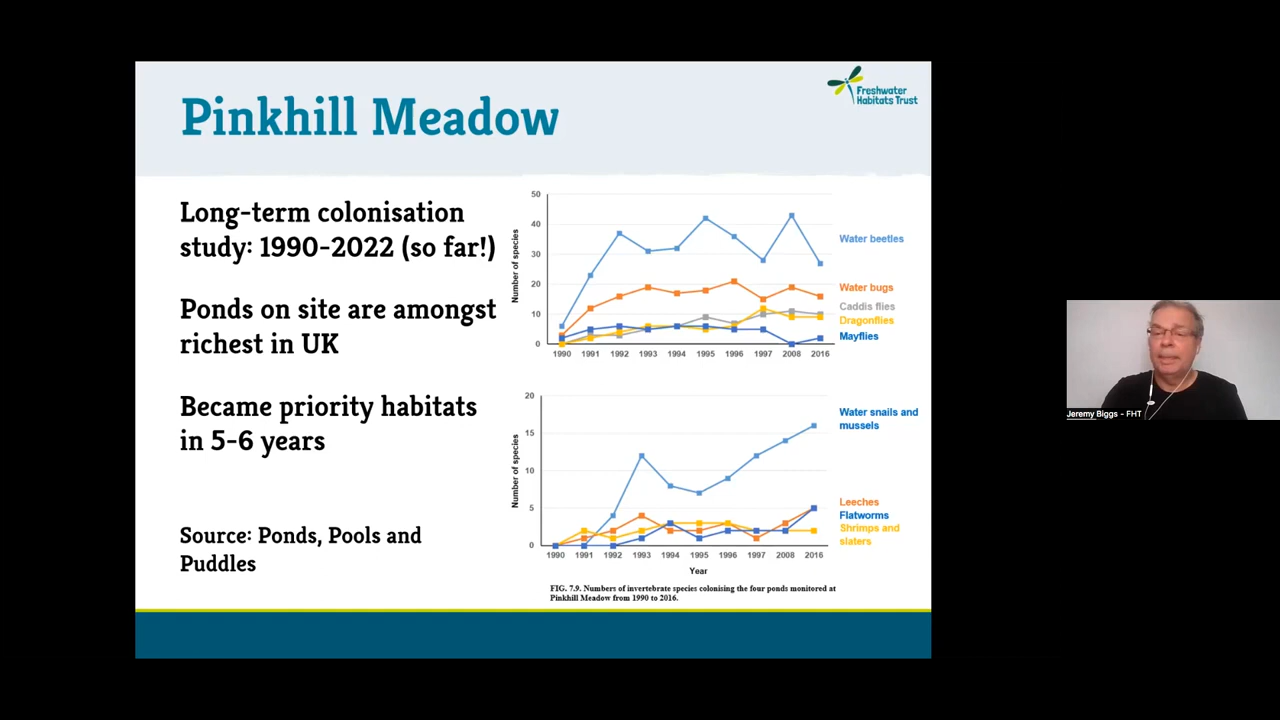 Pinkhill Meadow
Freshwater
Habitats Trust
Long-term colonisation
study: 1990-2022 (so far!)
Ponds on site are amongst
richest in UK
Became priority habitats
in 5-6 years
Source: Ponds, Pools and
Puddles
50
40
30
20
10
0
Number of species
1990 1991 1992 1993 1994 1995 1996 1997 2008 2016
Water beetles
Water bugs
Caddis flies
Dragonflies
Mayflies
20
15
10
5
0
Number of species
1990 1991 1992 1993 1994 1995 1996 1997 2008 2016
Year
Water snails and
mussels
Leeches
Flatworms
Shrimps and
slaters
FIG. 7.9. Numbers of invertebrate species colonising the four ponds monitored at
Pinkhill Meadow from 1990 to 2016.
Jeremy Biggs - FHT